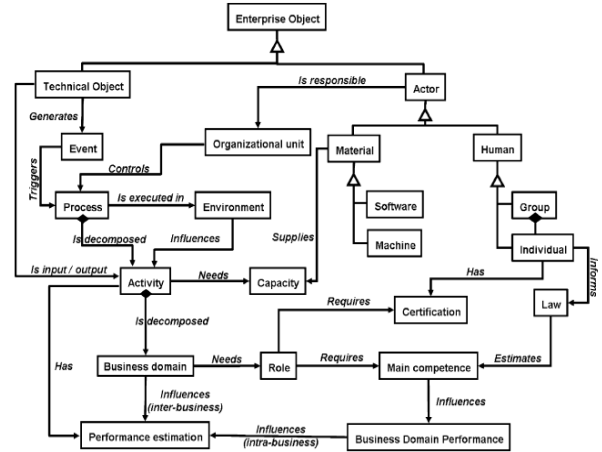 Enterprise Object
Technical Object
Is responsible
Actor
Generates
Event
Organizational unit
Material
Human
Triggers
Controls
Process
Is executed in
Environment
Software
Group
Is decomposed
Influences
Supplies
Machine
Individual
Is input / output
Activity
Needs
Capacity
Has
Informs
Is decomposed
Requires
Certification
Law
Has
Business domain
Needs
Role
Requires
Main competence
Estimates
Influences
(inter-business)
Influences
Performance estimation
Influences
(intra-business)
Business Domain Performance